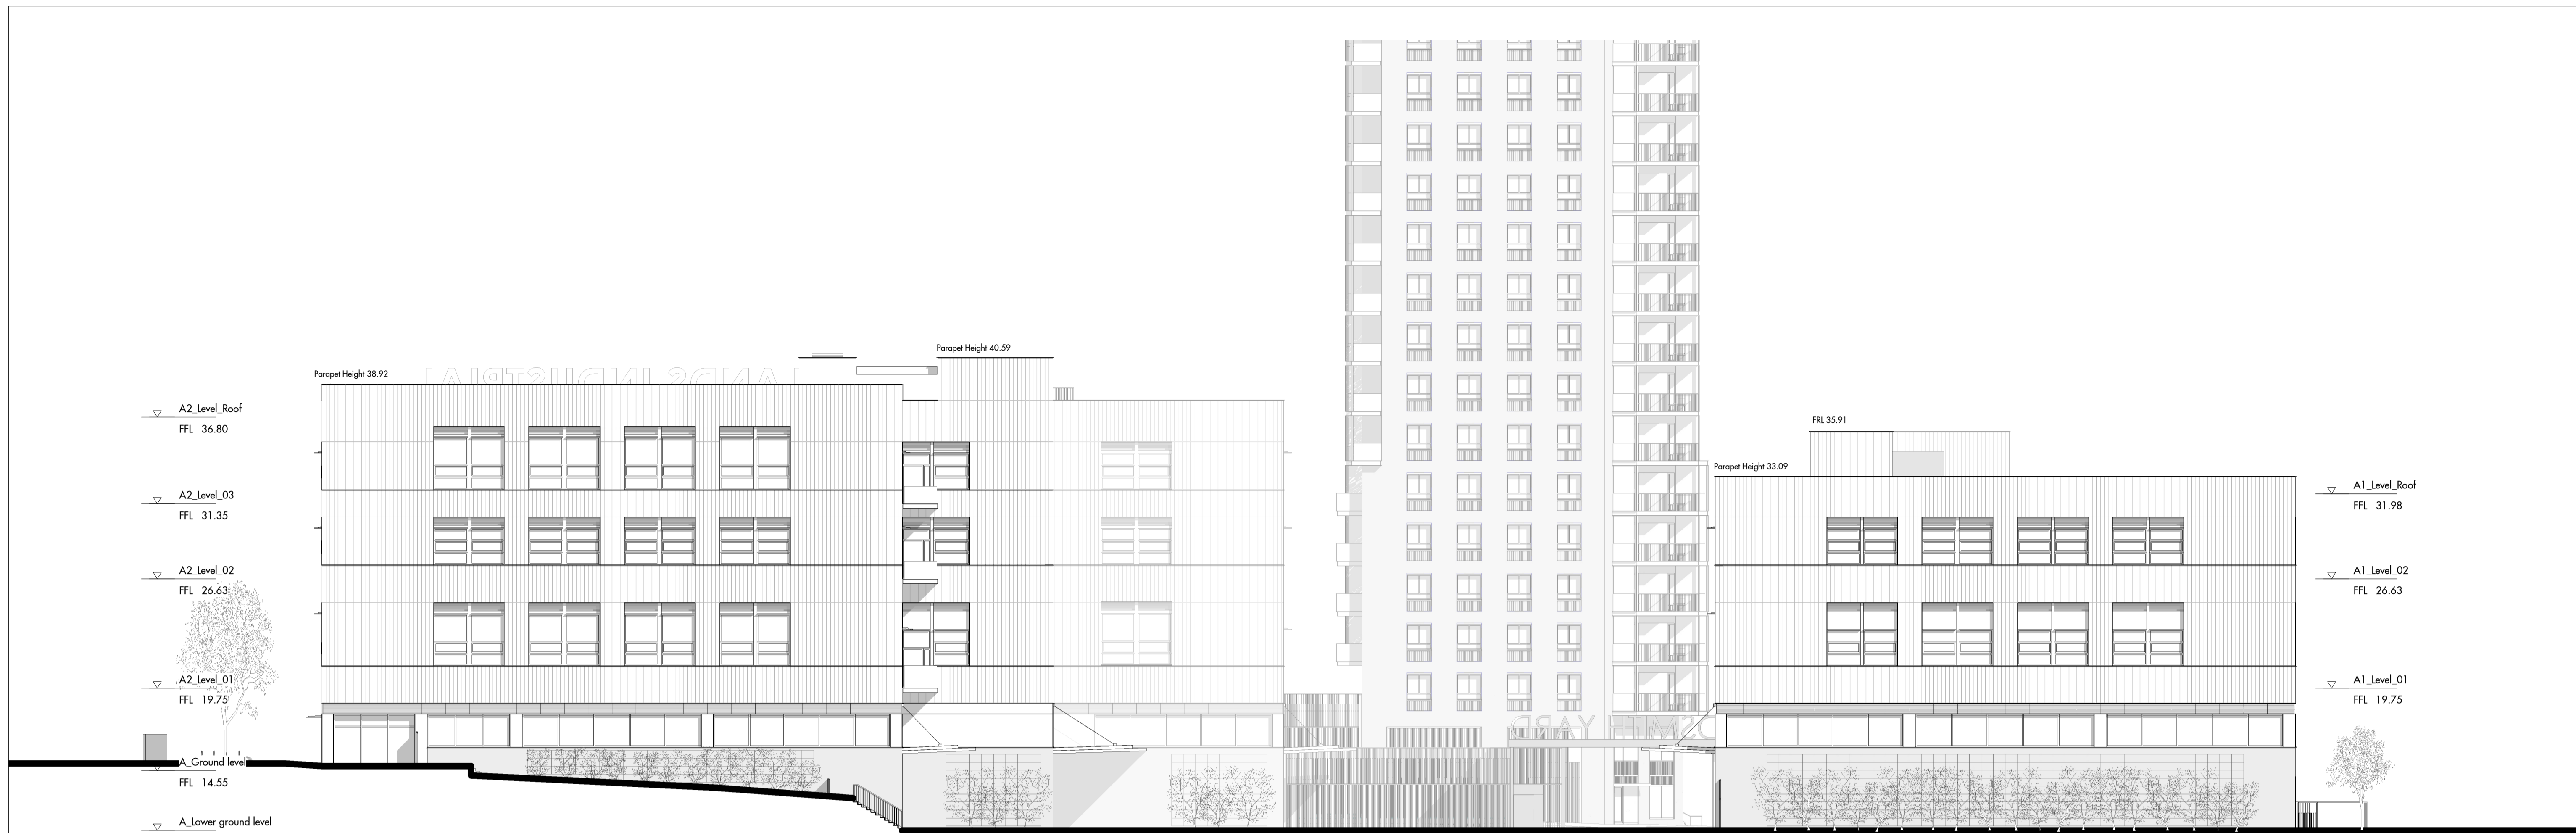 Parapet Height 40.59
Parapet Height 38.92
A2_Level_Roof
FFL 36.80
FRL 35.91
Parapet Height 33.09
A2_Level_03
FFL 31.35
A1_Level_Roof
FFL 31.98
A2_Level_02
FFL 26.63
A1_Level_02
FFL 26.63
A2_Level_01
FFL 19.75
A1_Level_01
FFL 19.75
SMITH YARD
A_Ground level
FFL 14.55
A_Lower ground level